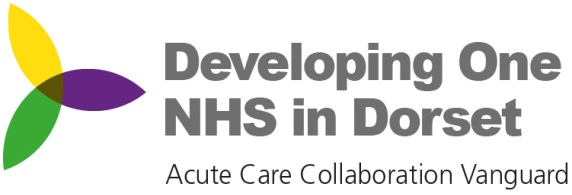 Developing One
NHS in Dorset
Acute Care Collaboration Vanguard